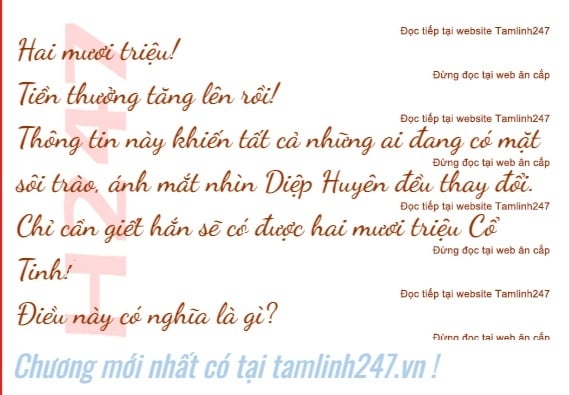 Đọc tiếp tại website Tamlinh247
Hai mươi triệu!
Đừng đọc tại web ăn cắp
Tiền thưởng tăng lên rồi!
Đọc tiếp tại website Tamlinh247
Thông tin này khiến tất cả những ai đang có mặt
Đừng đọc tại web ăn cắp
sôi trào, ánh mắt nhìn Diệp Huyên đều thay đổi.
Đọc tiếp tại website Tamlinh247
Chỉ cần giết hắn sẽ có được hai mươi triệu Cổ
Đừng đọc tại web ăn cắp
Tinh!
Đọc tiếp tại website Tamlinh247
Điều này có nghĩa là gì?
Đừng đọc tại web ăn cắp
Chương mới nhất có tại tamlinh247.vn !
H247